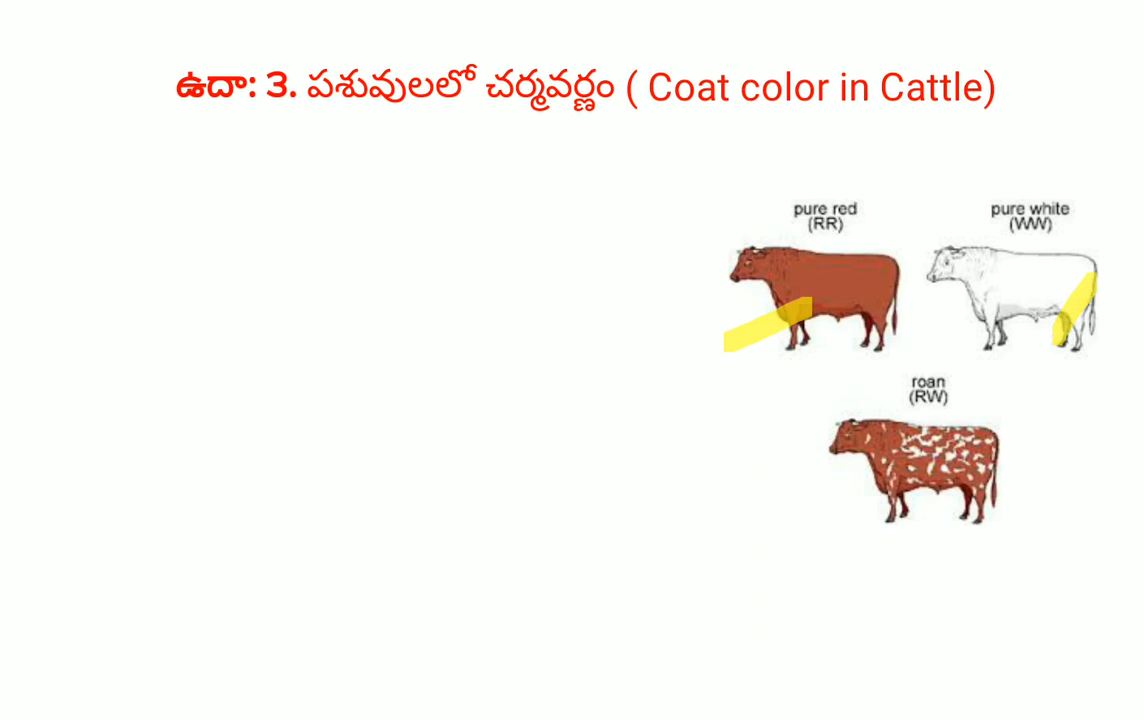 ఉదా: 3. పశువులలో చర్మవర్ణం ( Coat color in Cattle)
pure red
(RR)
pure white
(WW)
roan
(RW)